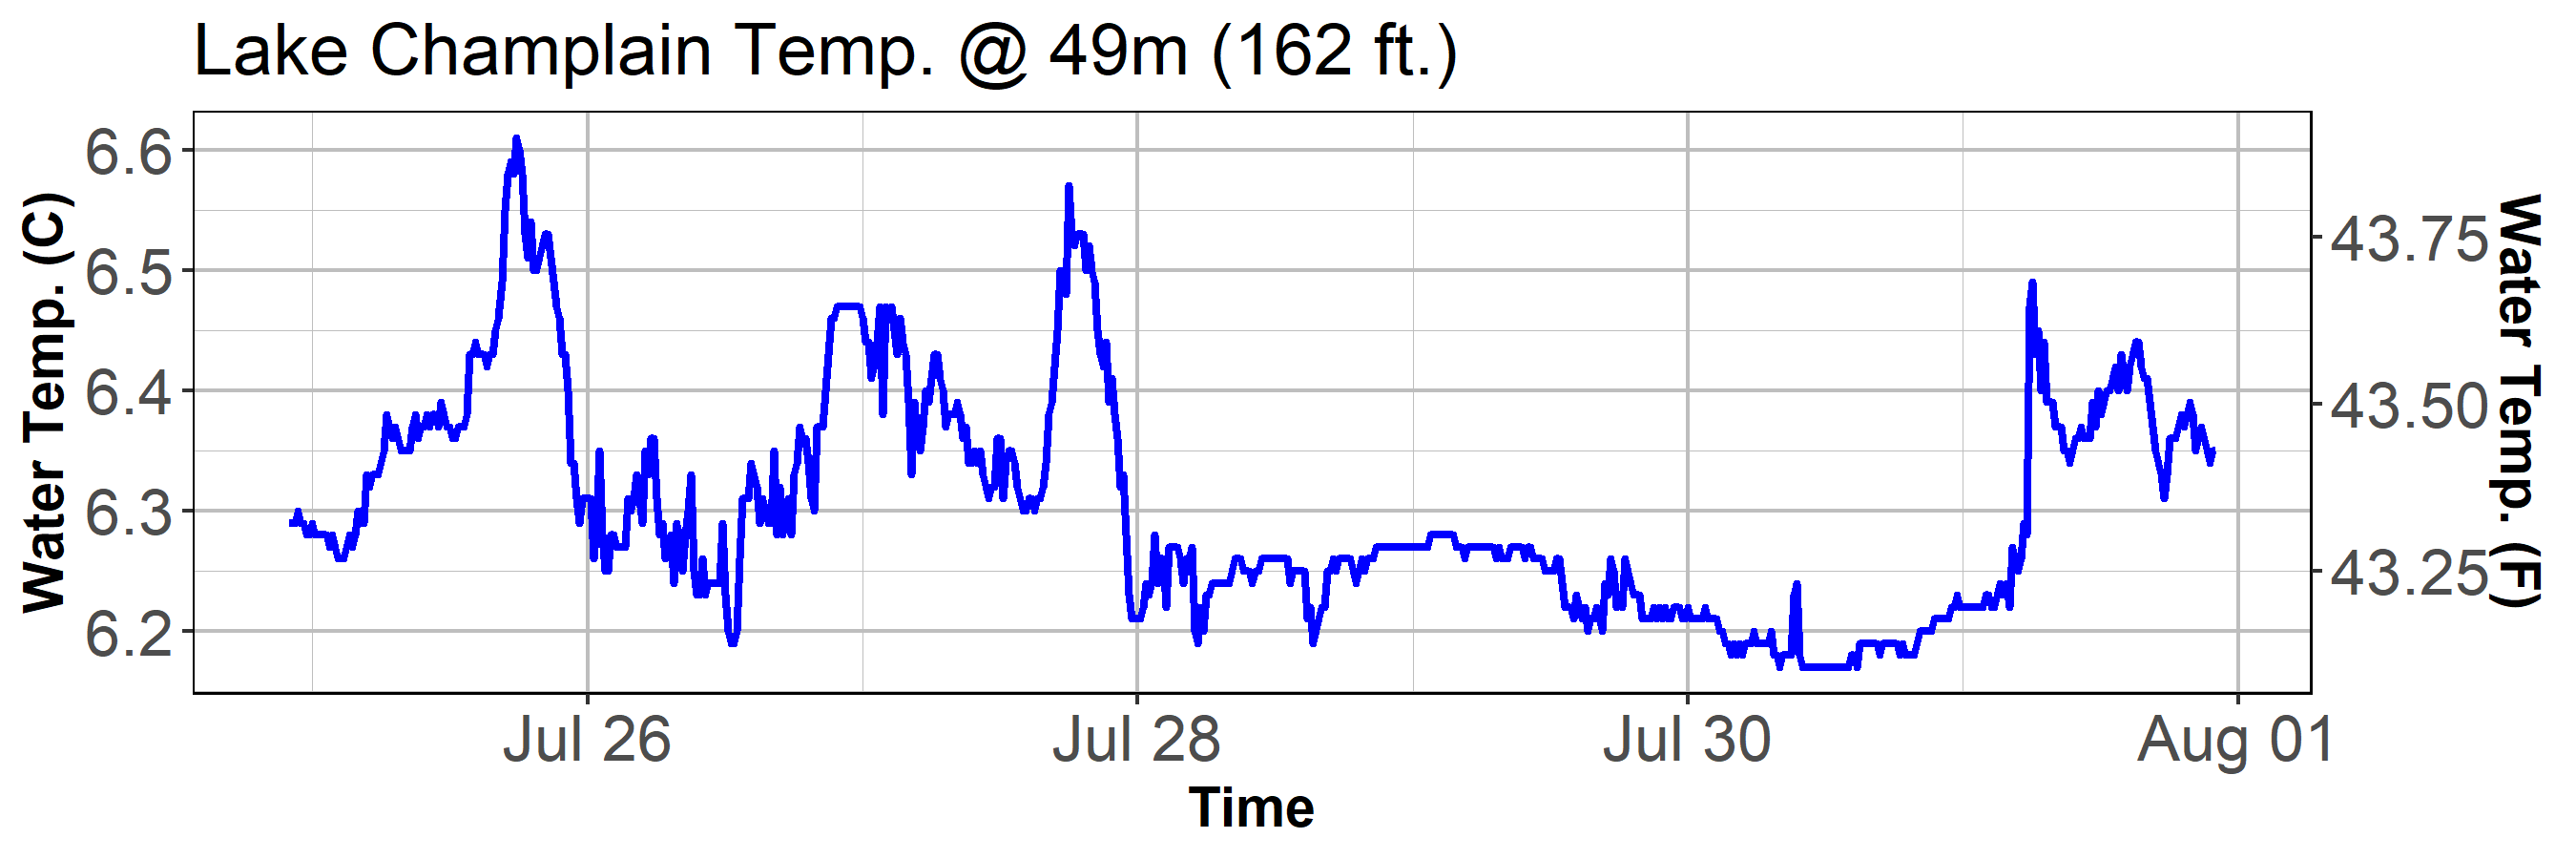 Lake Champlain Temp. @ 49m (162 ft.)
Water Temp. (C)
6.6
6.5
6.4
6.3
6.2
43.75
43.50
43.25
Water Temp. (F)
Jul 26
Jul 28
Jul 30
Aug 01
Time